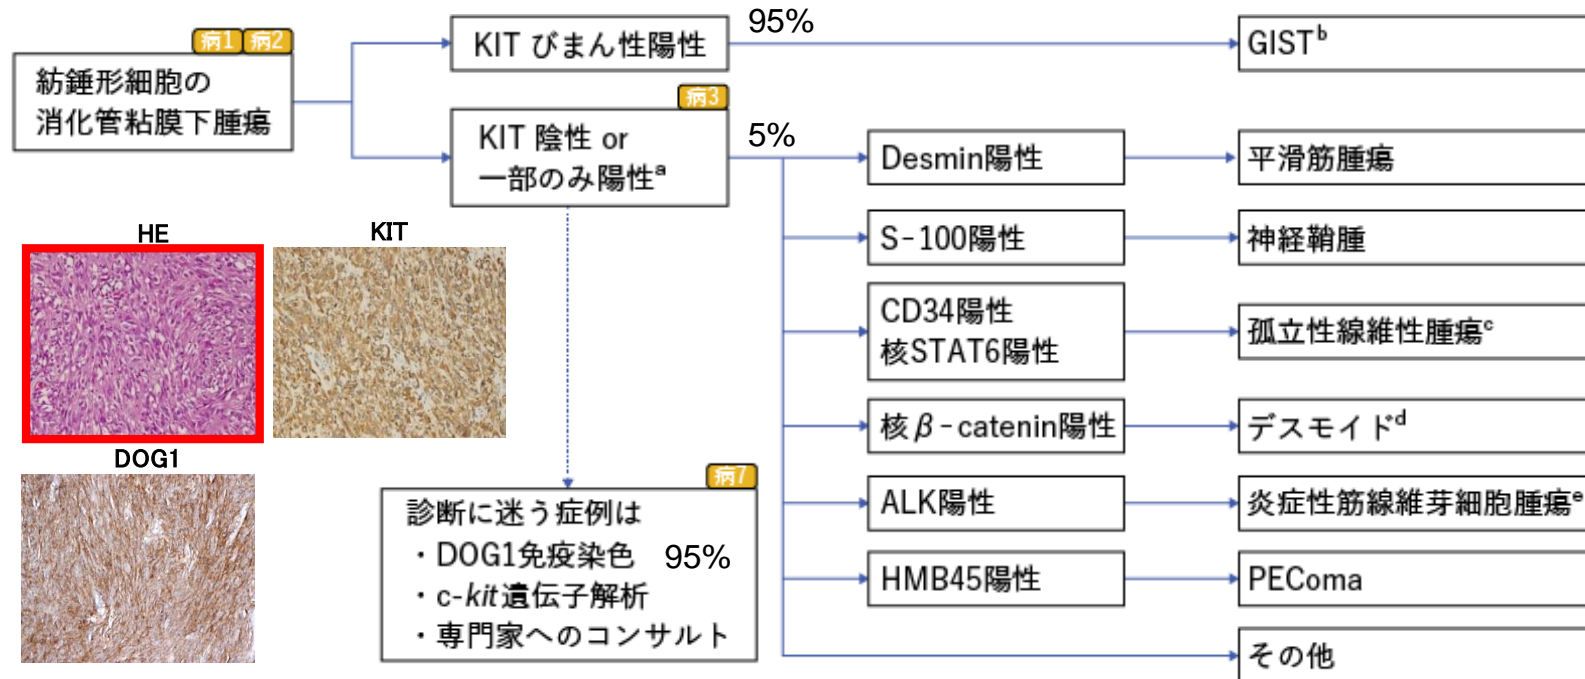 病1 病2
紡錘形細胞の
消化管粘膜下腫瘍
KIT びまん性陽性
95%
GISTᵇ
病3
KIT 陰性 or
一部のみ陽性ᵃ
5%
Desmin陽性
平滑筋腫瘍
S-100陽性
神経鞘腫
CD34陽性
核STAT6陽性
孤立性線維性腫瘍ᶜ
核β-catenin陽性
デスモイドᵈ
ALK陽性
炎症性筋線維芽細胞腫瘍ᵉ
HMB45陽性
PEComa
その他
HE
KIT
DOG1
病7
診断に迷う症例は
・DOG1免疫染色 95%
・c-kit遺伝子解析
・専門家へのコンサルト